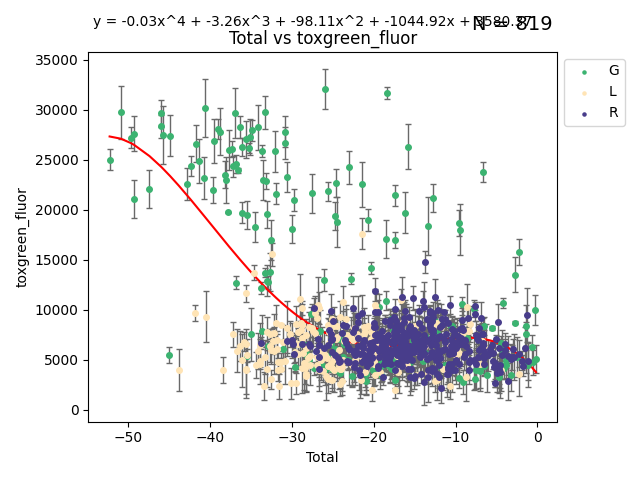 y = -0.03x^4 + -3.26x^3 + -98.11x^2 + -1044.92x +
N = 819
Total vs toxgreen_fluor
G
L
R
35000
30000
25000
20000
15000
10000
5000
0
toxgreen_fluor
−50
−40
−30
−20
−10
0
Total